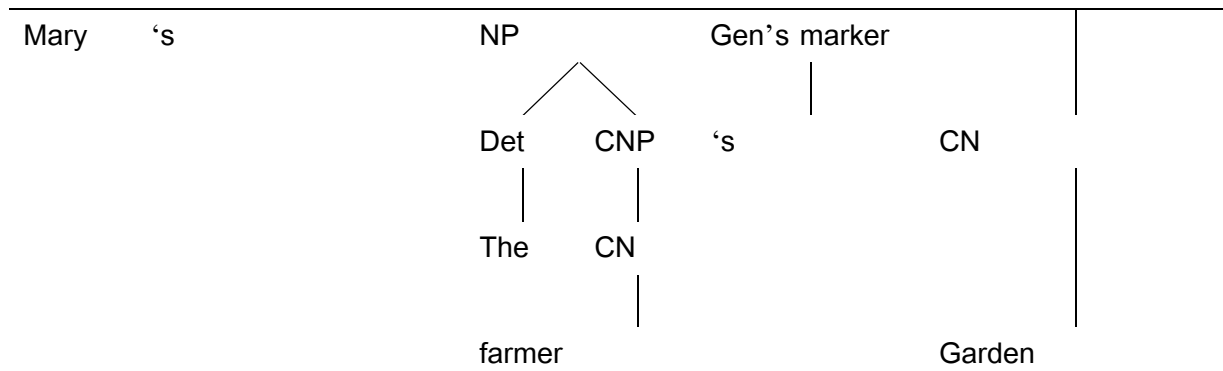 Mary ‘s NP Gen’s marker
Det CNP ‘s CN
The CN
farmer Garden